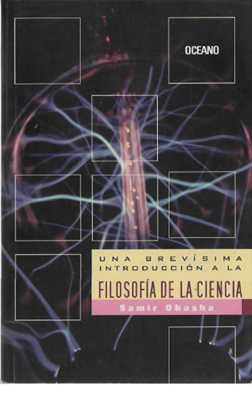 OCEANO
UNA BREVÍSIMA
INTRODUCCIÓN A LA
FILOSOFÍA DE LA CIENCIA
Samir Okasha